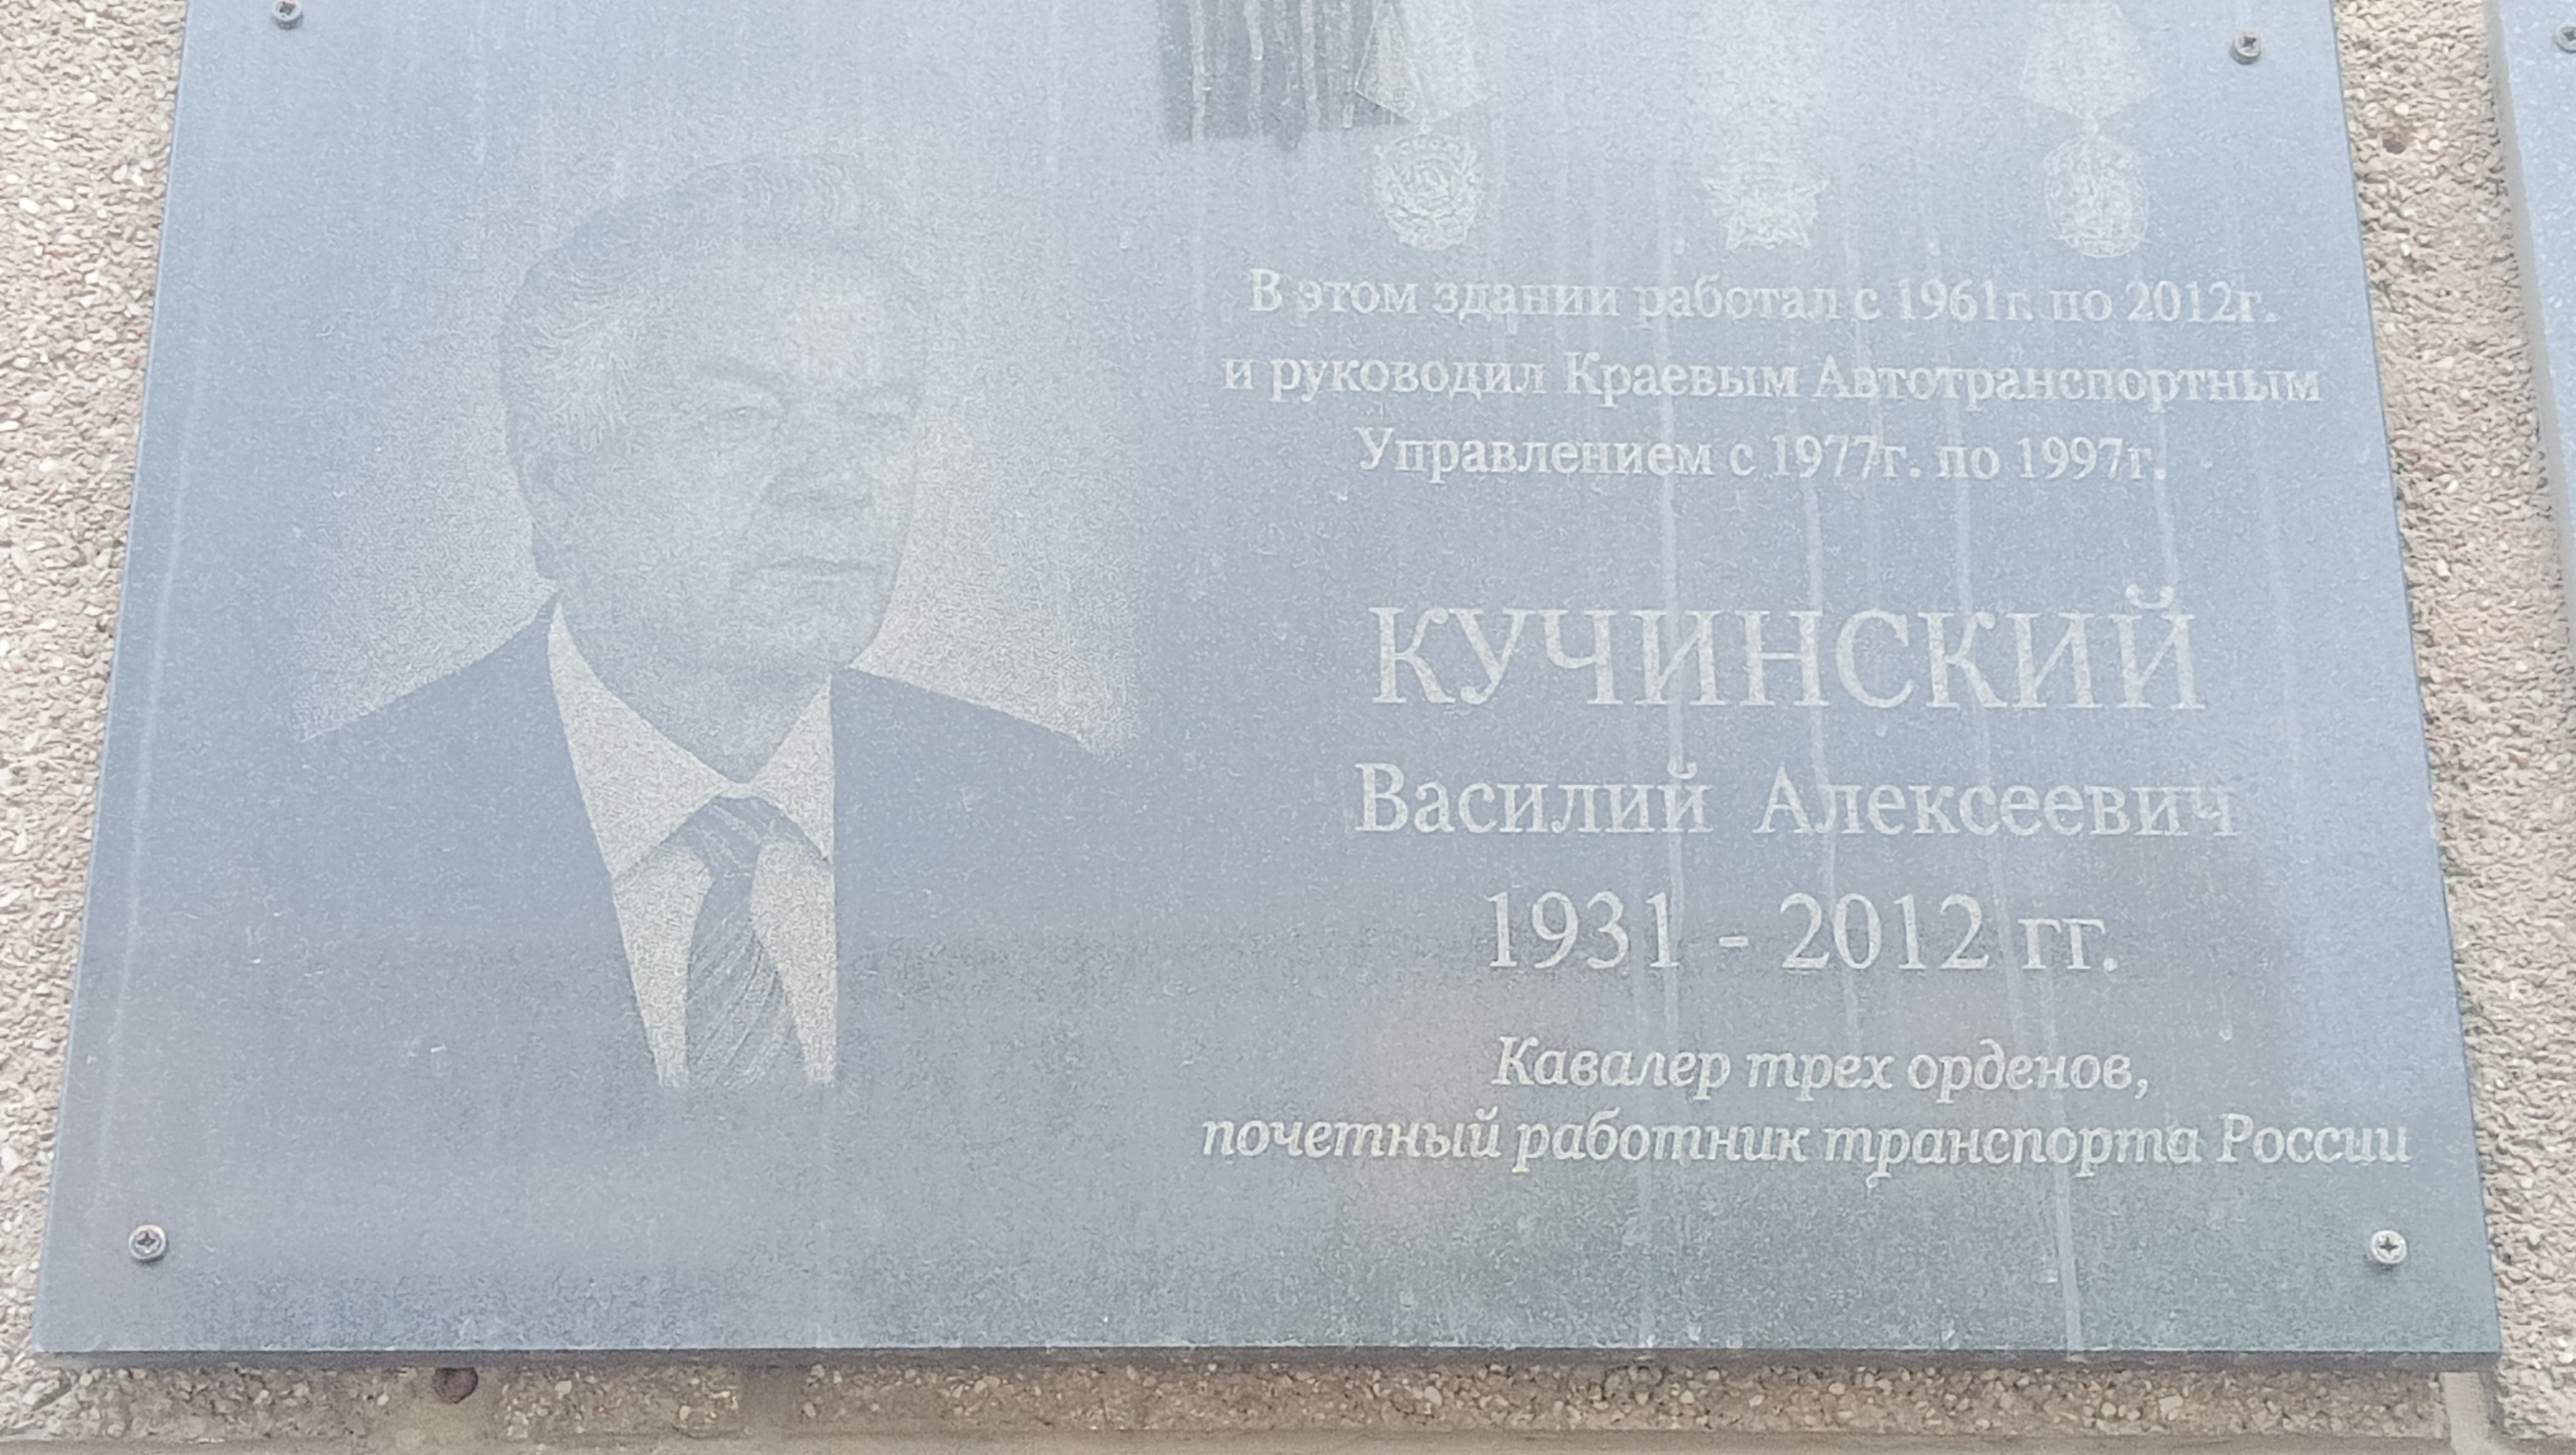 В этом здании работал с 1961г. по 2012г.
и руководил Краевым Автотранспортным
Управлением с 1977г. по 1997г.
КУЧИНСКИЙ
Василий Алексеевич
1931 - 2012 гг.
Кавалер трех орденов,
почетный работник транспорта России